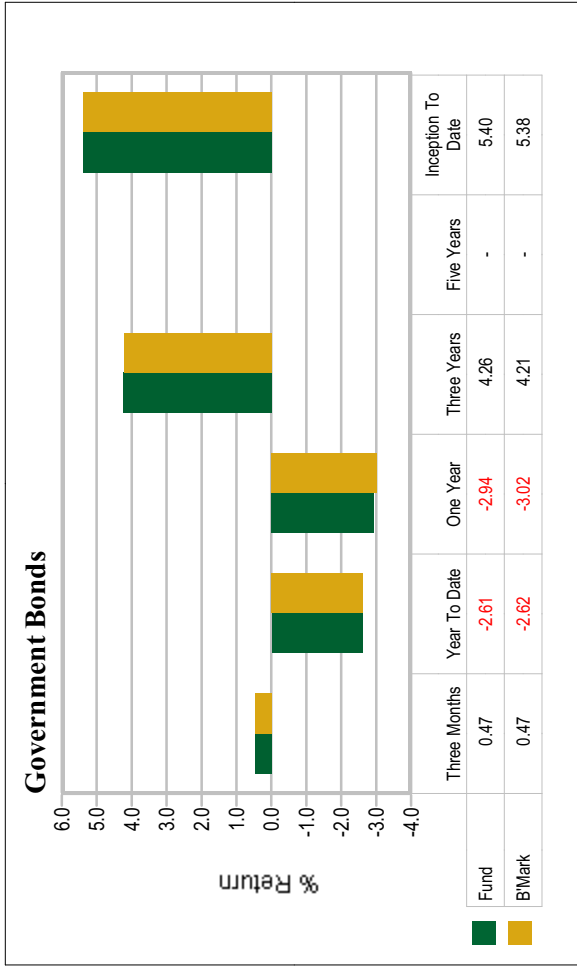 Government Bonds
% Return
6.0
5.0
4.0
3.0
2.0
1.0
0.0
-1.0
-2.0
-3.0
-4.0
Three Months Year To Date One Year Three Years Five Years Inception To Date
Fund 0.47 -2.61 -2.94 4.26 - 5.40
B'Mark 0.47 -2.62 -3.02 4.21 - 5.38